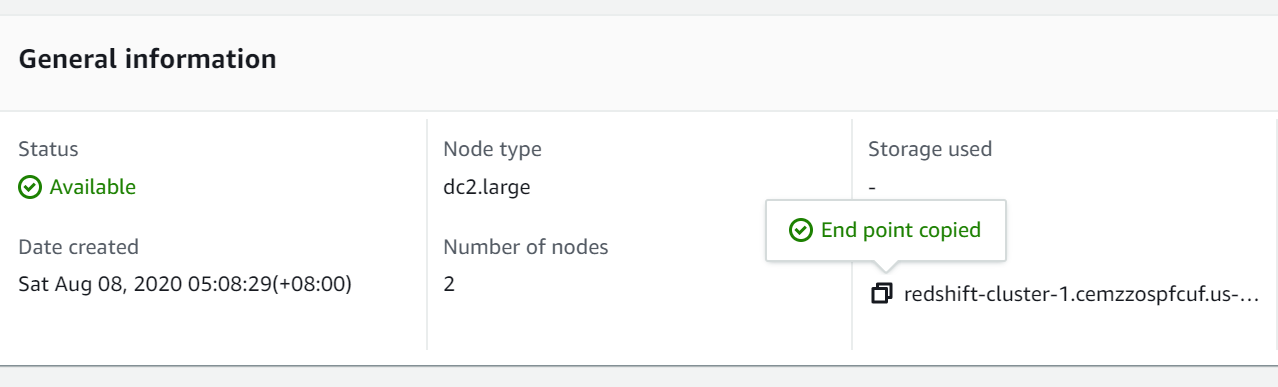 General information
Status
Available
Date created
Sat Aug 08, 2020 05:08:29(+08:00)
Node type
dc2.large
Number of nodes
2
Storage used
-
End point copied
redshift-cluster-1.cemzzospfcuf.us-...